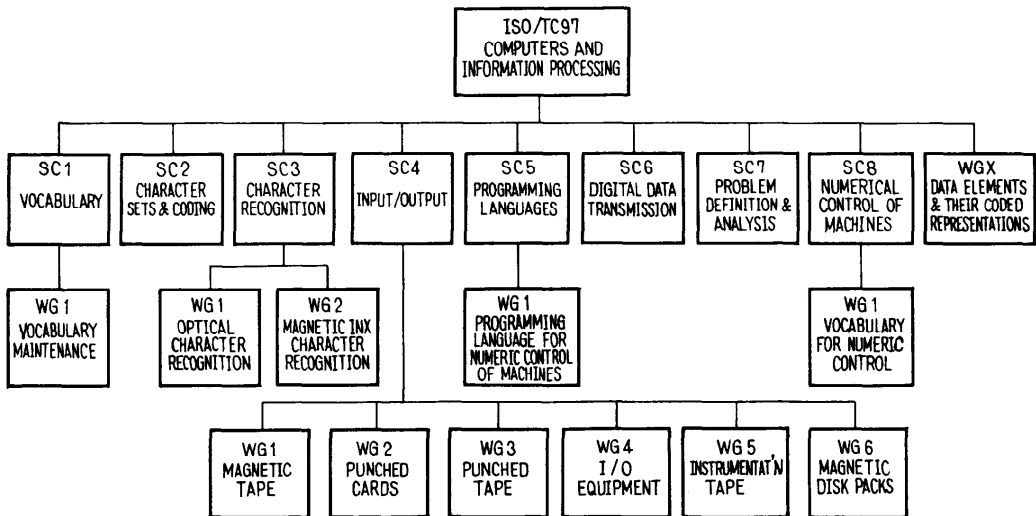 ISO/TC97
COMPUTERS AND
INFORMATION PROCESSING
SC1
VOCABULARY
SC2
CHARACTER
SETS & CODING
SC3
CHARACTER
RECOGNITION
SC4
INPUT/OUTPUT
SC5
PROGRAMMING
LANGUAGES
SC6
DIGITAL DATA
TRANSMISSION
SC7
PROBLEM
DEFINITION &
ANALYSIS
SC8
NUMERICAL
CONTROL OF
MACHINES
WGX
DATA ELEMENTS
& THEIR CODED
REPRESENTATIONS
WG 1
VOCABULARY
MAINTENANCE
WG 1
OPTICAL
CHARACTER
RECOGNITION
WG 2
MAGNETIC INX
CHARACTER
RECOGNITION
WG 1
PROGRAMMING
LANGUAGE FOR
NUMERIC CONTROL
OF MACHINES
WG 1
VOCABULARY
FOR NUMERIC
CONTROL
WG 1
MAGNETIC
TAPE
WG 2
PUNCHED
CARDS
WG 3
PUNCHED
TAPE
WG 4
I/O
EQUIPMENT
WG 5
INSTRUMENTAT'N
TAPE
WG 6
MAGNETIC
DISK PACKS